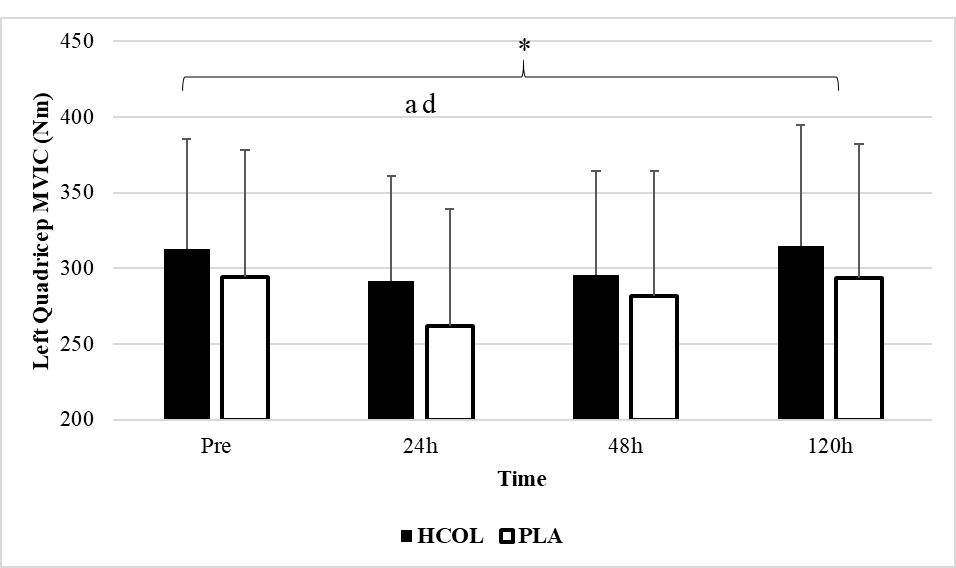 450
*
400
a d
350
300
250
200
Left Quadricep MVIC (Nm)
Pre 24h 48h 120h
Time
HCOL PLA